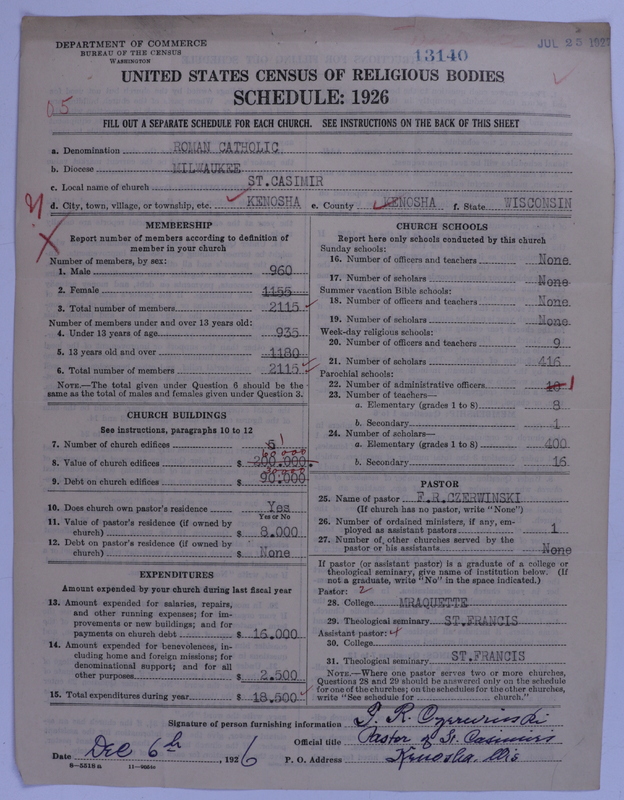 DEPARTMENT OF COMMERCE
BUREAU OF THE CENSUS
WASHINGTON
13140
JUL 25 192
UNITED STATES CENSUS OF RELIGIOUS BODIES
SCHEDULE: 1926
FILL OUT A SEPARATE SCHEDULE FOR EACH CHURCH. SEE INSTRUCTIONS ON THE BACK OF THIS SHEET
a. Denomination ROMAN CATHOLIC
b. Diocese MILWAUKEE
c. Local name of church ST.CASIMIR
d. City, town, village, or township, etc. KENOSHA e. County KENOSHA f. State WISCONSIN
MEMBERSHIP
Report number of members according to definition of
member in your church
Number of members, by sex:
1. Male 960
2. Female 1155
3. Total number of members 2115
Number of members under and over 13 years old:
4. Under 13 years of age 935
5. 13 years old and over 1180
6. Total number of members 2115
NOTE.—The total given under Question 6 should be the
same as the total of males and females given under Question 3.
CHURCH BUILDINGS
See instructions, paragraphs 10 to 12
7. Number of church edifices 1
8. Value of church edifices $ 200.000.
9. Debt on church edifices $ 90.000
10. Does church own pastor's residence Yes
Yes or No
11. Value of pastor's residence (if owned by
church) $ 8.000
12. Debt on pastor's residence (if owned by
church) $ None
EXPENDITURES
Amount expended by your church during last fiscal year
13. Amount expended for salaries, repairs,
and other running expenses; for im-
provements or new buildings; and for
payments on church debt $ 16.000
14. Amount expended for benevolences, in-
cluding home and foreign missions; for
denominational support; and for all
other purposes $ 2.500
15. Total expenditures during year $ 18.500
CHURCH SCHOOLS
Report here only schools conducted by this church
Sunday schools:
16. Number of officers and teachers None
17. Number of scholars None
Summer vacation Bible schools:
18. Number of officers and teachers None
19. Number of scholars None
Week-day religious schools:
20. Number of officers and teachers 9
21. Number of scholars 416
Parochial schools:
22. Number of administrative officers 10 1
23. Number of teachers—
a. Elementary (grades 1 to 8) 8
b. Secondary 1
24. Number of scholars—
a. Elementary (grades 1 to 8) 400
b. Secondary 16
PASTOR
25. Name of pastor F.R.CZERWINSKI
(If church has no pastor, write "None")
26. Number of ordained ministers, if any, em-
ployed as assistant pastors 1
27. Number of other churches served by the
pastor or his assistants None
If pastor (or assistant pastor) is a graduate of a college or
theological seminary, give name of institution below. (If
not a graduate, write "No" in the space indicated.)
Pastor: 2
28. College MRAQUETTE
29. Theological seminary ST.FRANCIS
Assistant pastor: 4
30. College
31. Theological seminary ST.FRANCIS
NOTE.—Where one pastor serves two or more churches,
Questions 28 and 29 should be answered only on the schedule
for one of the churches; on the schedules for the other churches,
write "See schedule for church."
Signature of person furnishing information F. R. Czerwinski
Official title Pastor of St. Casimirs
Date Dec 6th, 1926 P. O. Address Kenosha, Wis
8-5518 a